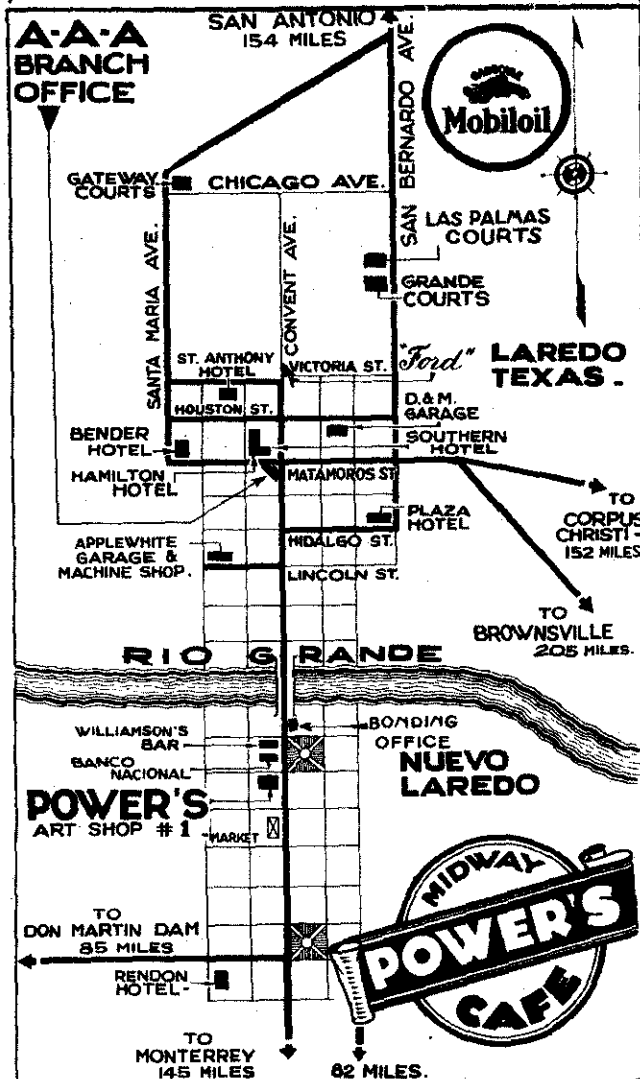 A-A-A
BRANCH
OFFICE
SAN ANTONIO
154 MILES
SAN BERNARDO AVE.
GARGOYLE
Mobiloil
GATEWAY
COURTS
CHICAGO AVE.
SANTA MARIA AVE.
CONVENT AVE.
LAS PALMAS
COURTS
GRANDE
COURTS
ST. ANTHONY
HOTEL
VICTORIA ST.
"Ford"
LAREDO
TEXAS -
HOUSTON ST.
D.& M.
GARAGE
BENDER
HOTEL
SOUTHERN
HOTEL
HAMILTON
HOTEL
MATAMOROS ST
TO
CORPUS
CHRISTI -
152 MILES
PLAZA
HOTEL
HIDALGO ST.
APPLEWHITE
GARAGE &
MACHINE SHOP.
LINCOLN ST.
TO
BROWNSVILLE
205 MILES.
RIO GRANDE
WILLIAMSON'S
BAR
BONDING
OFFICE
BANCO
NACIONAL
NUEVO
LAREDO
POWER'S
ART SHOP #1
MARKET
MIDWAY
POWER'S
CAFE
TO
DON MARTIN DAM
85 MILES
RENDON
HOTEL-
TO
MONTERREY
145 MILES
82 MILES.